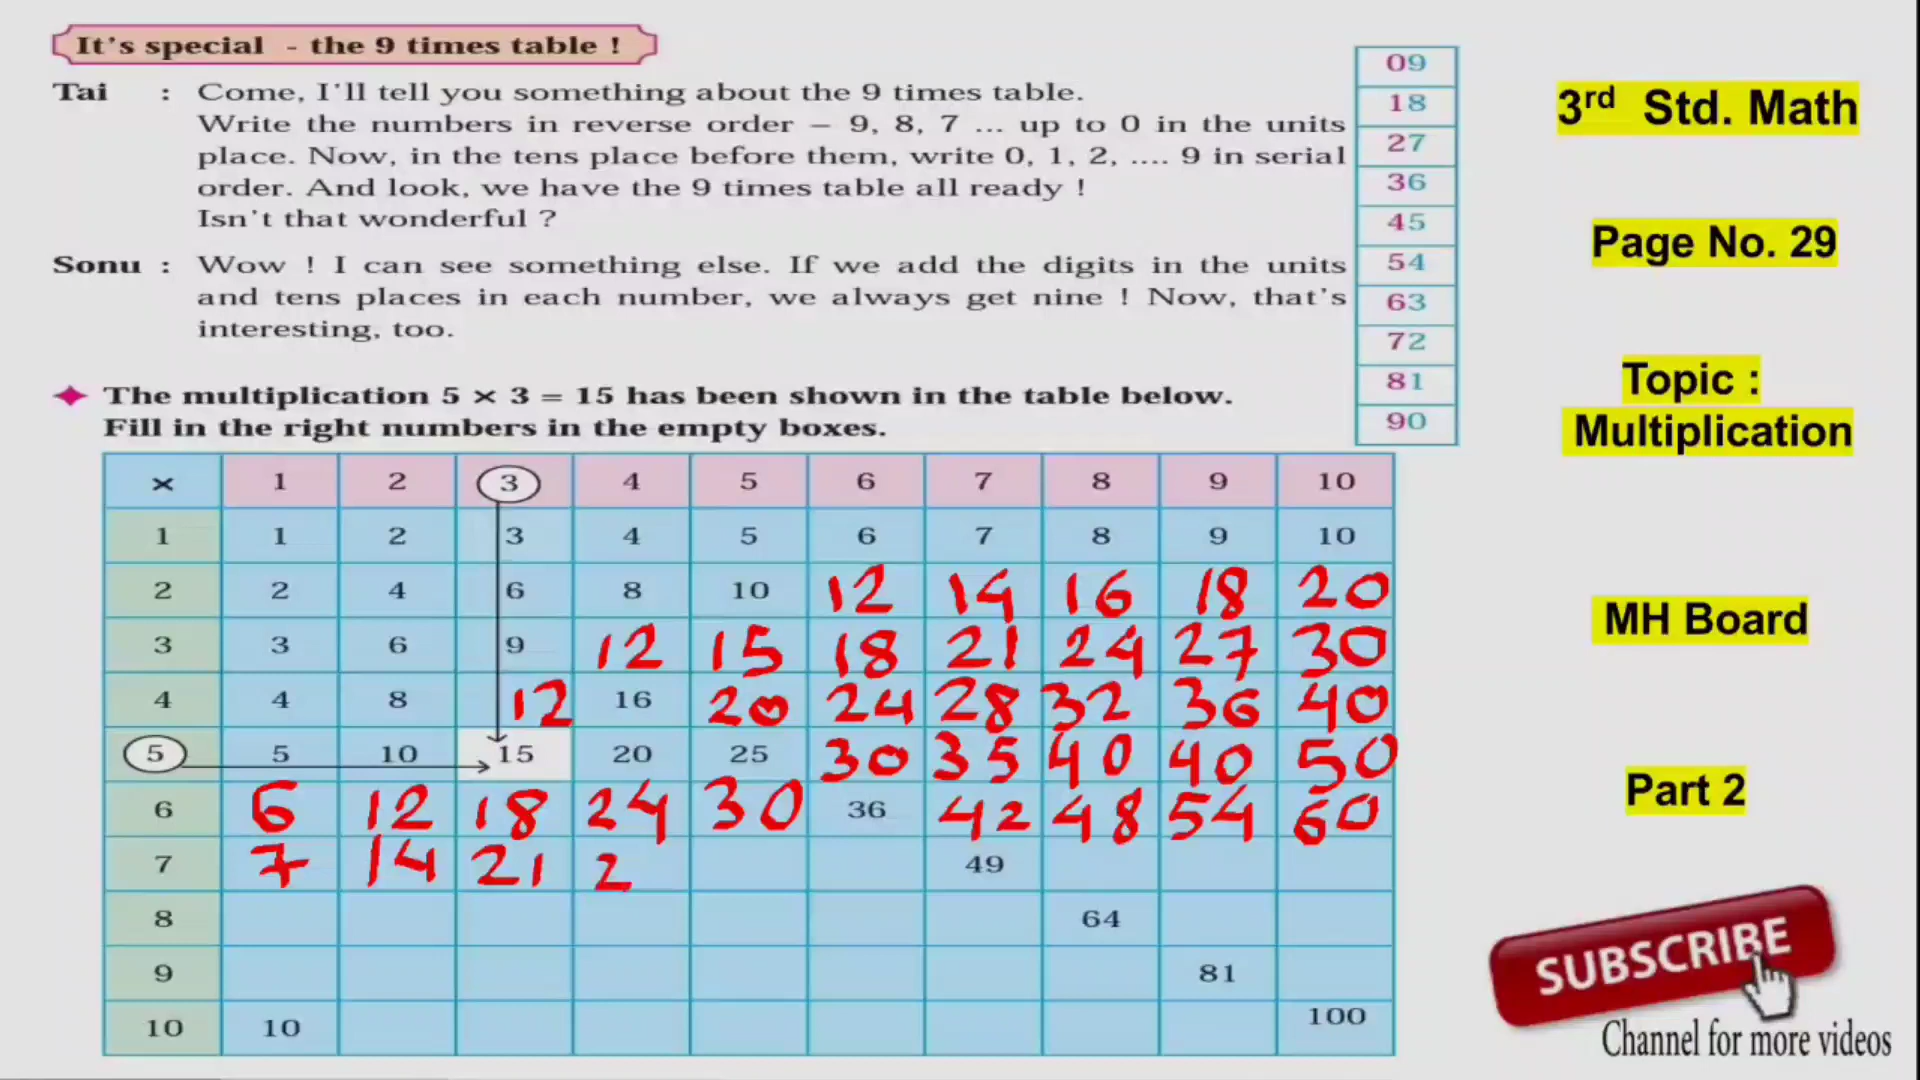 It's special - the 9 times table !
Tai : Come, I'll tell you something about the 9 times table.
Write the numbers in reverse order – 9, 8, 7 ... up to 0 in the units
place. Now, in the tens place before them, write 0, 1, 2, .... 9 in serial
order. And look, we have the 9 times table all ready !
Isn't that wonderful ?
Sonu : Wow ! I can see something else. If we add the digits in the units
and tens places in each number, we always get nine ! Now, that's
interesting, too.
09
18
27
36
45
54
63
72
81
90
The multiplication 5 × 3 = 15 has been shown in the table below.
Fill in the right numbers in the empty boxes.
× 1 2 3 4 5 6 7 8 9 10
1 1 2 3 4 5 6 7 8 9 10
2 2 4 6 8 10 12 14 16 18 20
3 3 6 9 12 15 18 21 24 27 30
4 4 8 12 16 20 24 28 32 36 40
5 5 10 15 20 25 30 35 40 40 50
6 6 12 18 24 30 36 42 48 54 60
7 7 14 21 2 49
8 64
9 81
10 10 100
3rd Std. Math
Page No. 29
Topic :
Multiplication
MH Board
Part 2
SUBSCRIBE
Channel for more videos